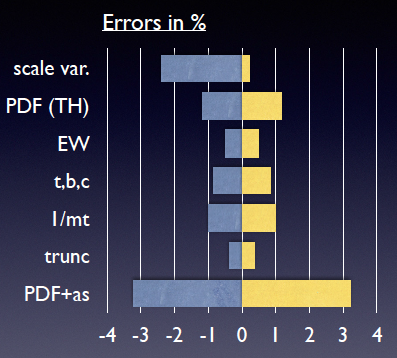 Errors in %
scale var.
PDF (TH)
EW
t,b,c
1/mt
trunc
PDF+as
-4 -3 -2 -1 0 1 2 3 4